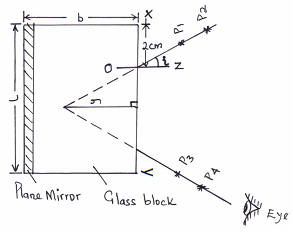 b
X
P1
P2
2cm
i
O
N
L
y
Y
P3
P4
Plane Mirror
Glass block
Eye